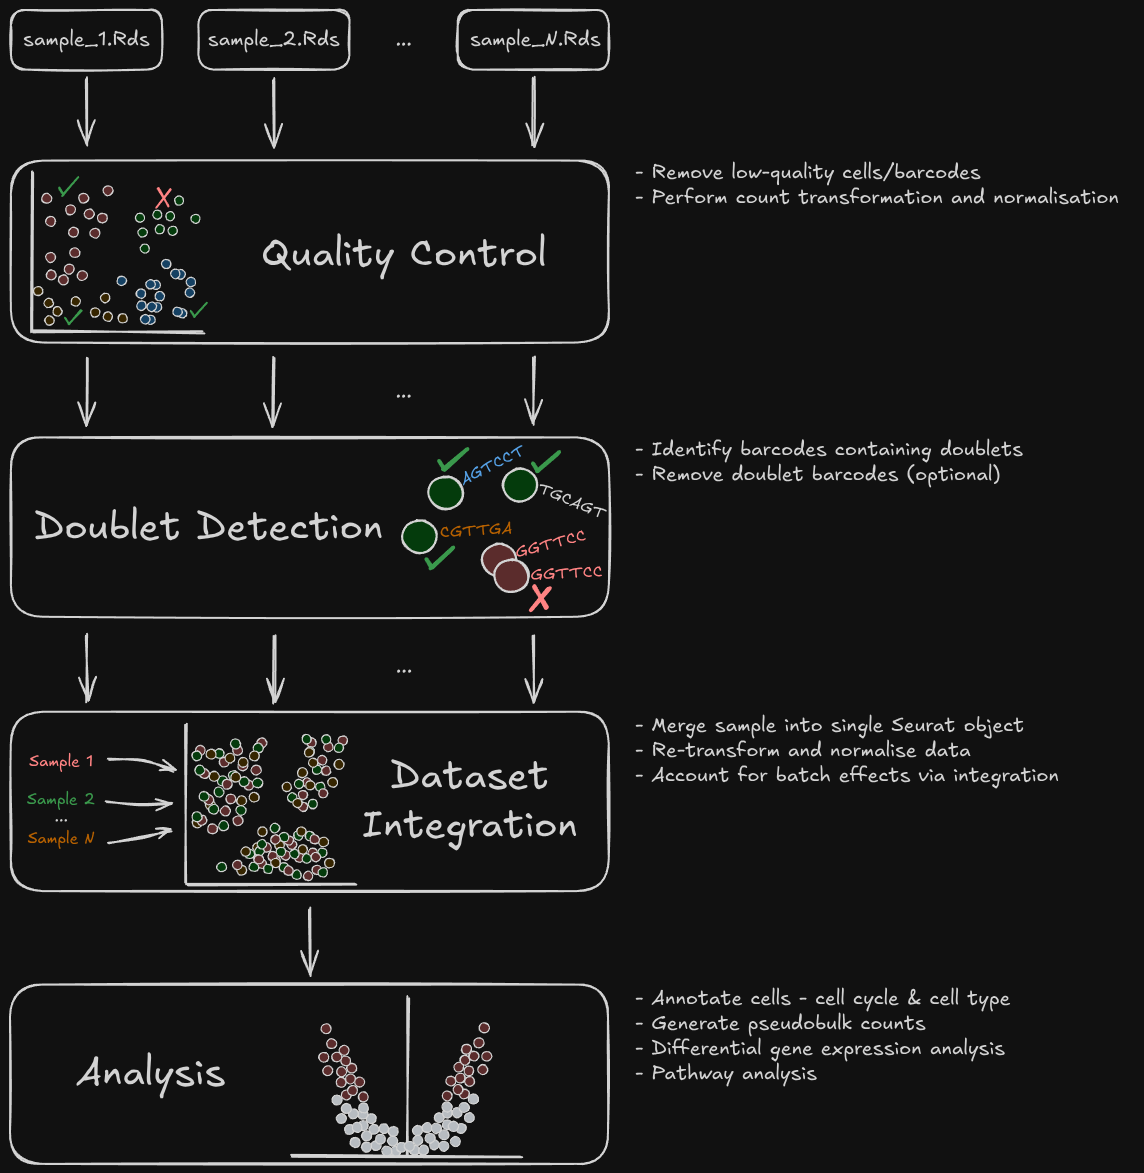 sample_1.Rds
sample_2.Rds
...
sample_N.Rds
X
Quality Control
- Remove low-quality cells/barcodes
- Perform count transformation and normalisation
...
Doublet Detection
AGTCCT
TGCAGT
CGTTGA
GGTTCC
GGTTCC
X
- Identify barcodes containing doublets
- Remove doublet barcodes (optional)
...
Sample 1
Sample 2
...
Sample N
Dataset
Integration
- Merge sample into single Seurat object
- Re-transform and normalise data
- Account for batch effects via integration
Analysis
- Annotate cells - cell cycle & cell type
- Generate pseudobulk counts
- Differential gene expression analysis
- Pathway analysis